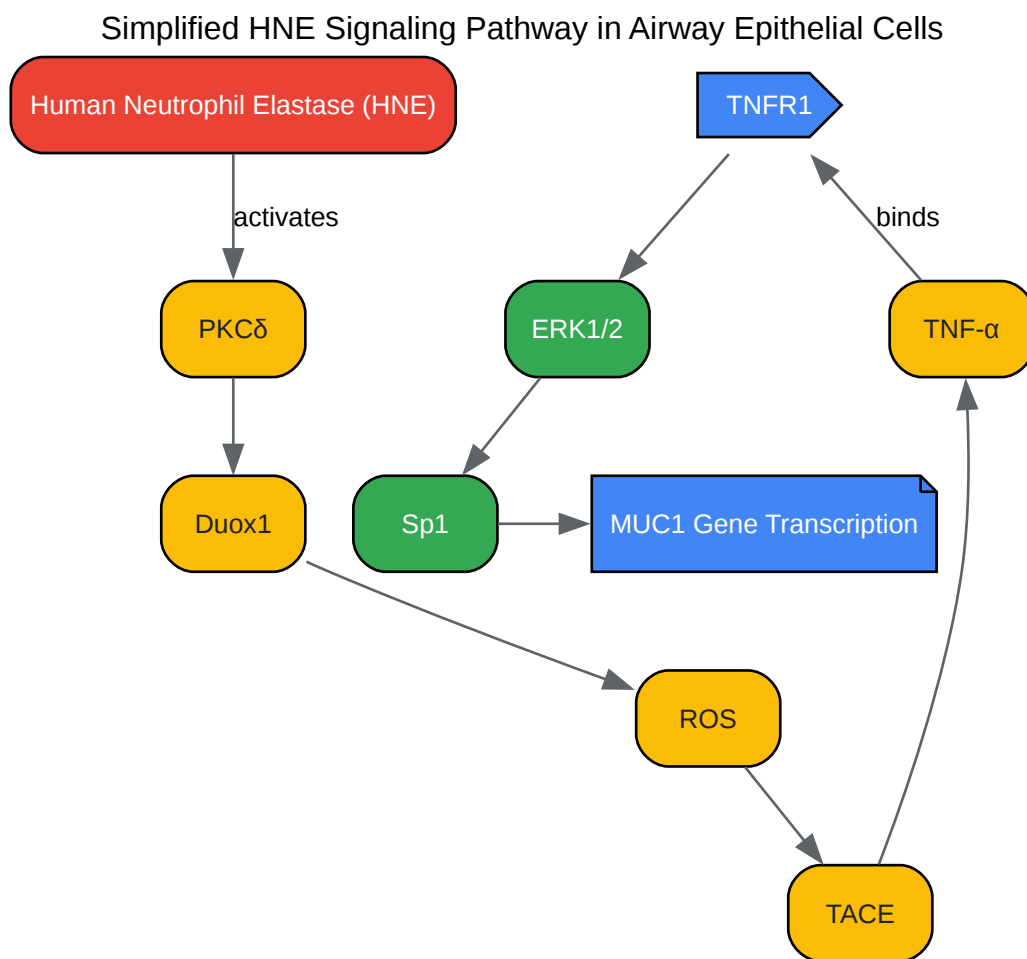 Simplified HNE Signaling Pathway in Airway Epithelial Cells
Human Neutrophil Elastase (HNE)
TNFR1
activates
binds
PKCδ
ERK1/2
TNF-α
Duox1
Sp1
MUC1 Gene Transcription
ROS
TACE